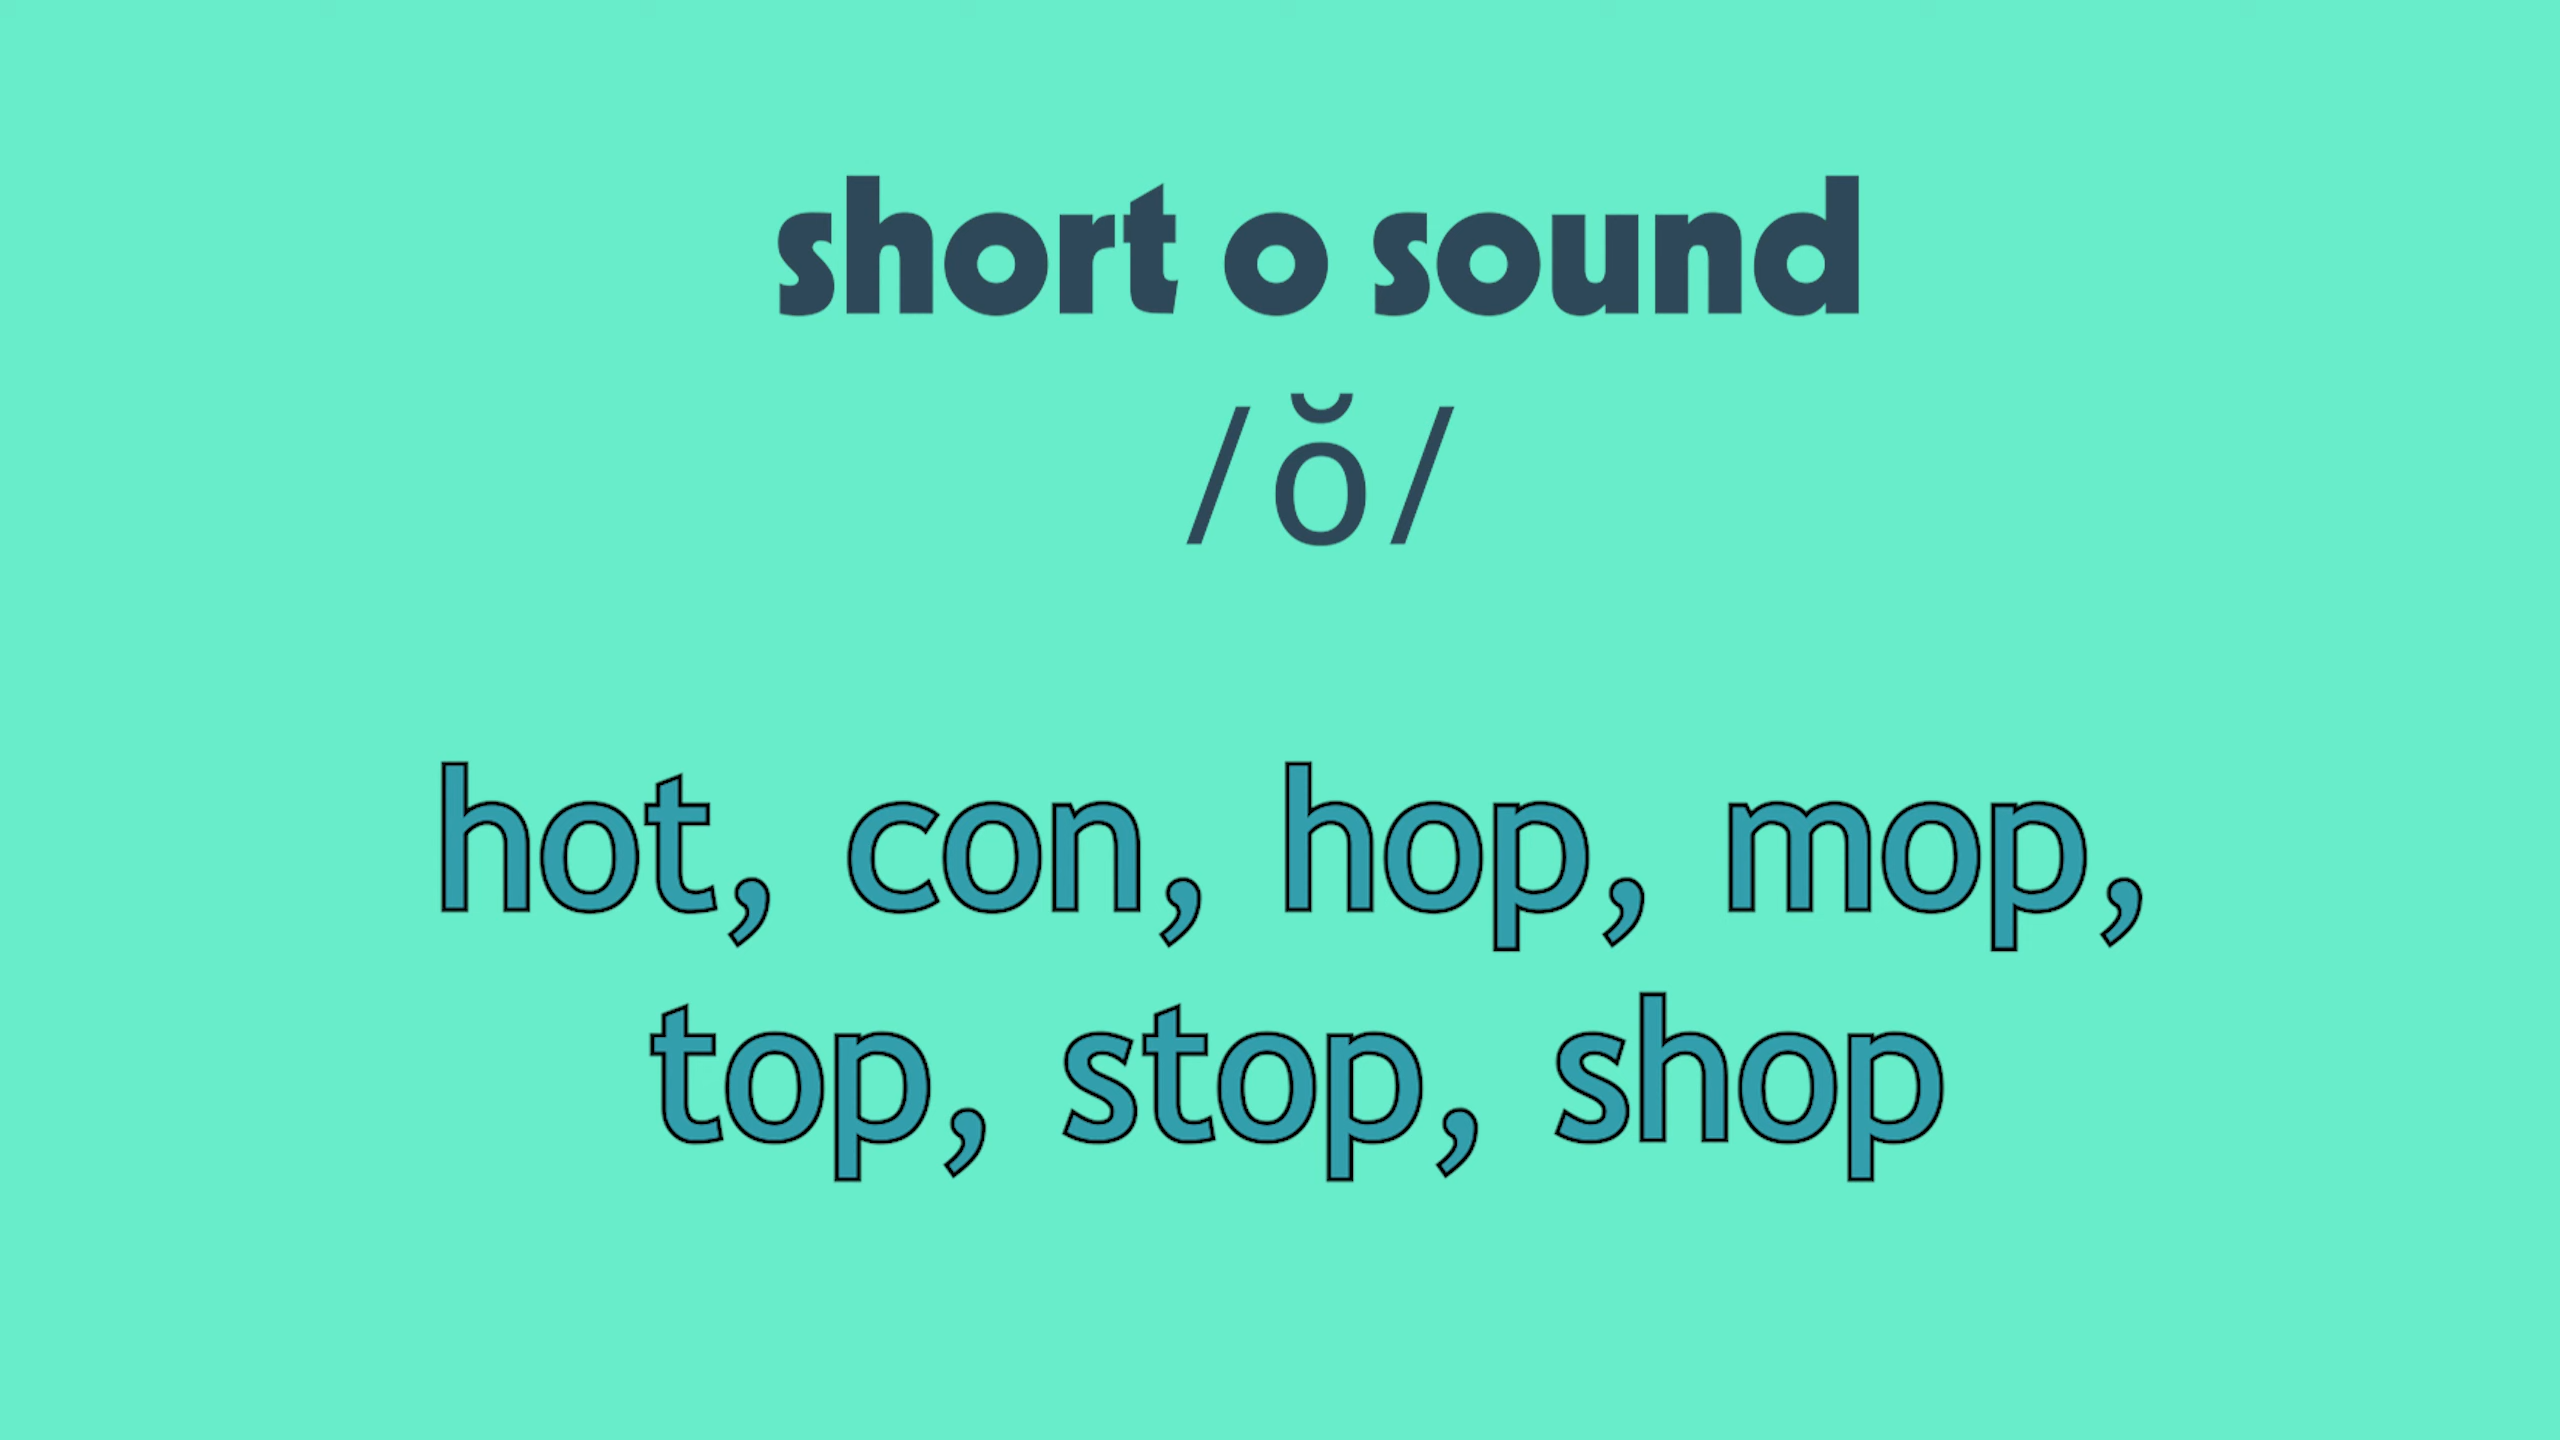 short o sound
/ŏ/
hot, con, hop, mop,
top, stop, shop